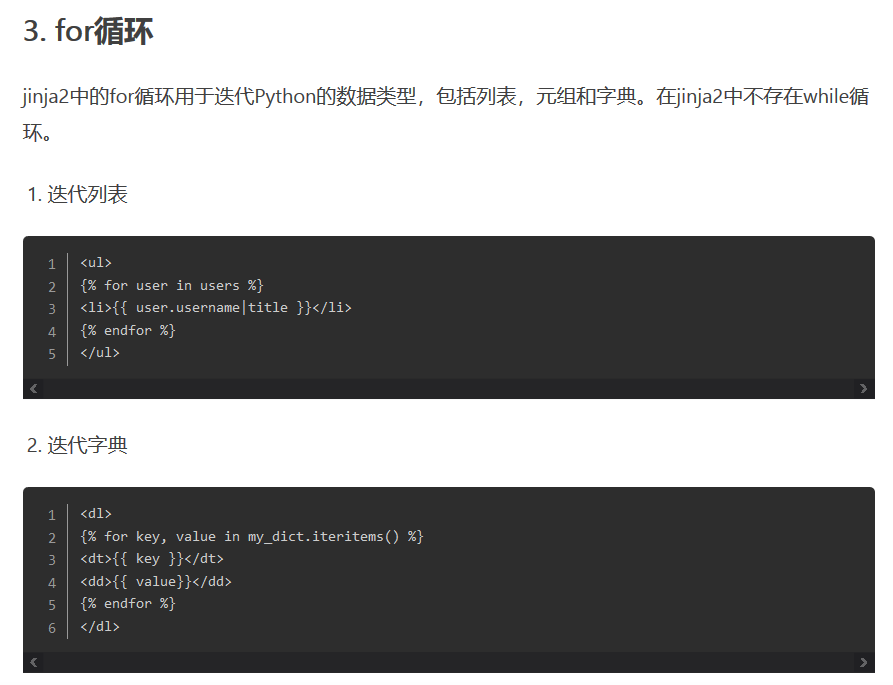 3. for循环
jinja2中的for循环用于迭代Python的数据类型，包括列表，元组和字典。在jinja2中不存在while循
环。
1. 迭代列表
1 <ul>
2 {% for user in users %}
3 <li>{{ user.username|title }}</li>
4 {% endfor %}
5 </ul>
2. 迭代字典
1 <dl>
2 {% for key, value in my_dict.iteritems() %}
3 <dt>{{ key }}</dt>
4 <dd>{{ value}}</dd>
5 {% endfor %}
6 </dl>